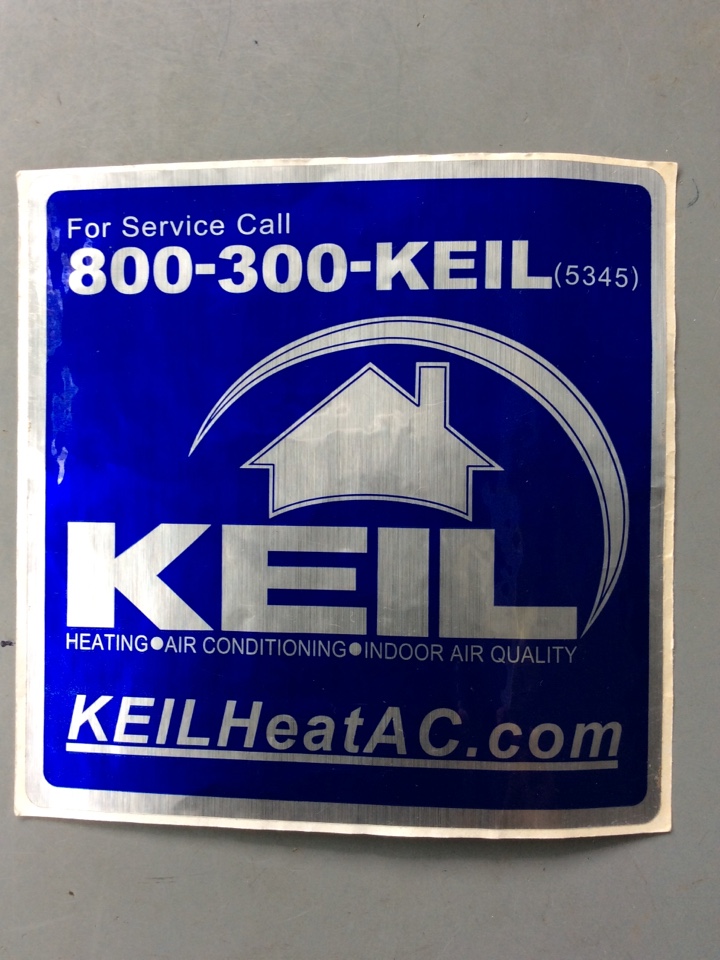 For Service Call
800-300-KEIL(5345)
KEIL
HEATING●AIR CONDITIONING●INDOOR AIR QUALITY
KEILHeatAC.com